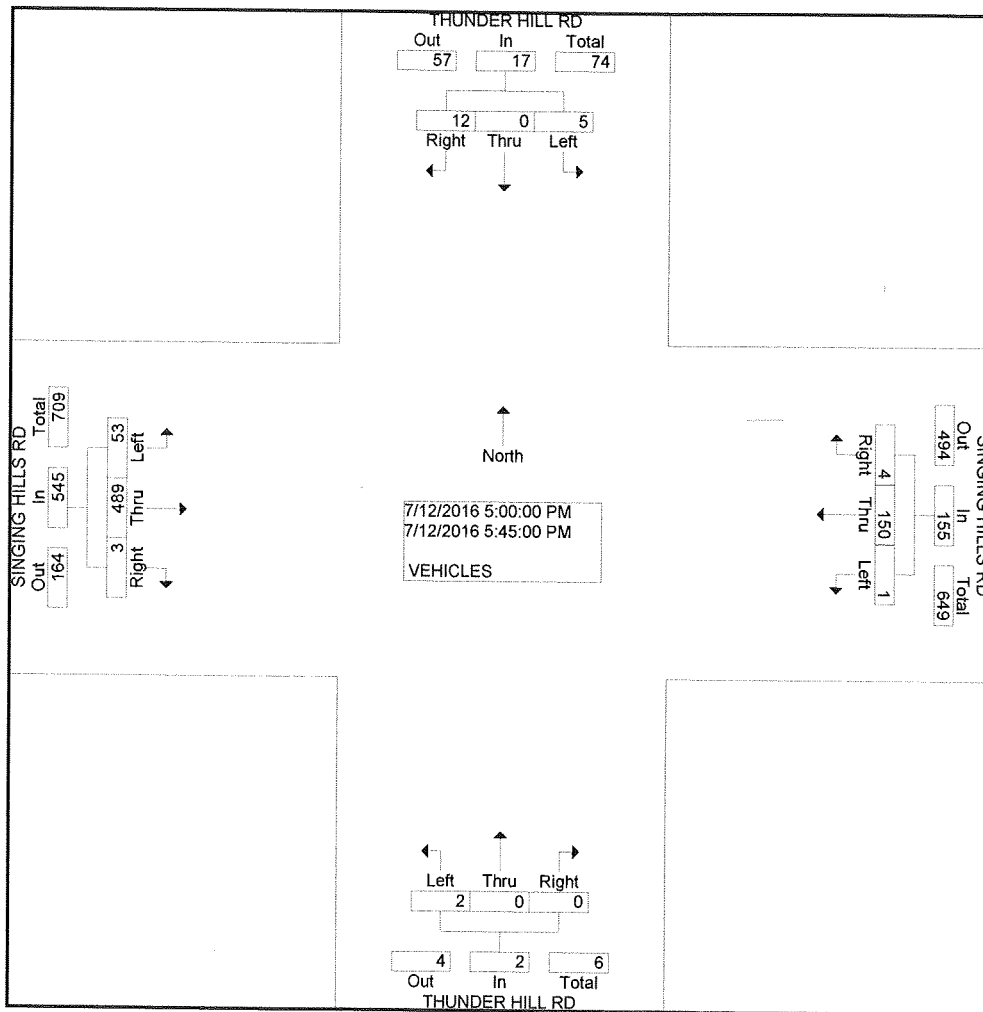 THUNDER HILL RD
Out In Total
57 17 74
12 0 5
Right Thru Left
SINGING HILLS RD
Total In Out
709 545 164
53 489 3
Left Thru Right
North
7/12/2016 5:00:00 PM
7/12/2016 5:45:00 PM
VEHICLES
Right Thru Left
4 150 1
494 155 649
Out In Total
SINGING HILLS RD
Left Thru Right
2 0 0
4 2 6
Out In Total
THUNDER HILL RD